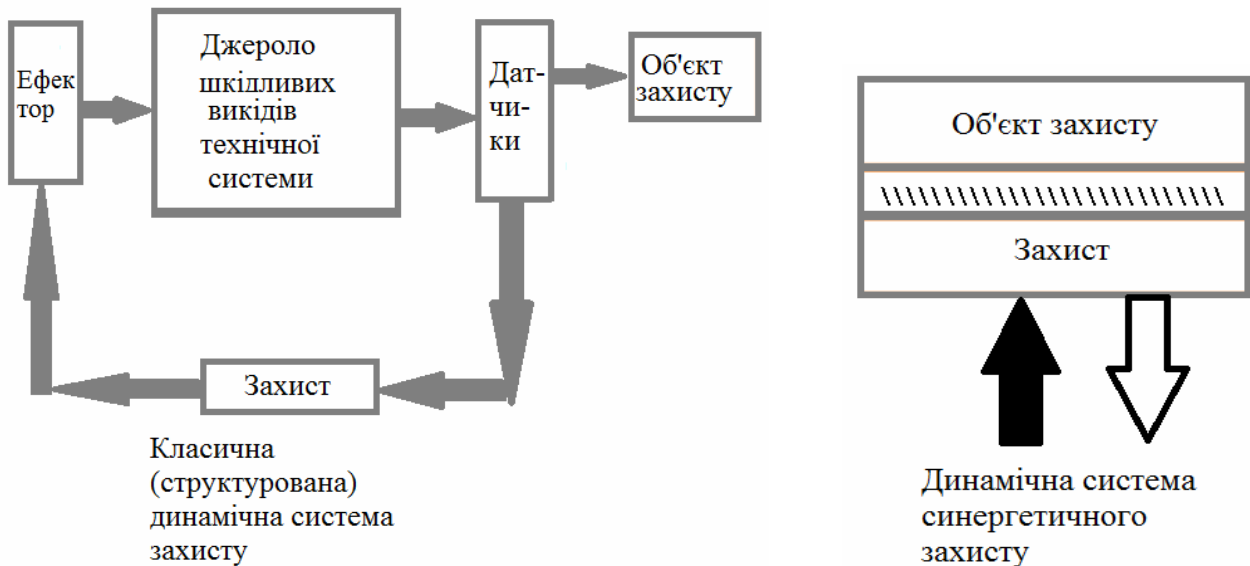 Ефек
тор
Джероло
шкідливих
викідів
технічної
системи
Дат-
чи-
ки
Об'єкт
захисту
Захист
Класична
(структурована)
динамічна система
захисту
Об'єкт захисту
Захист
Динамічна система
синергетичного
захисту